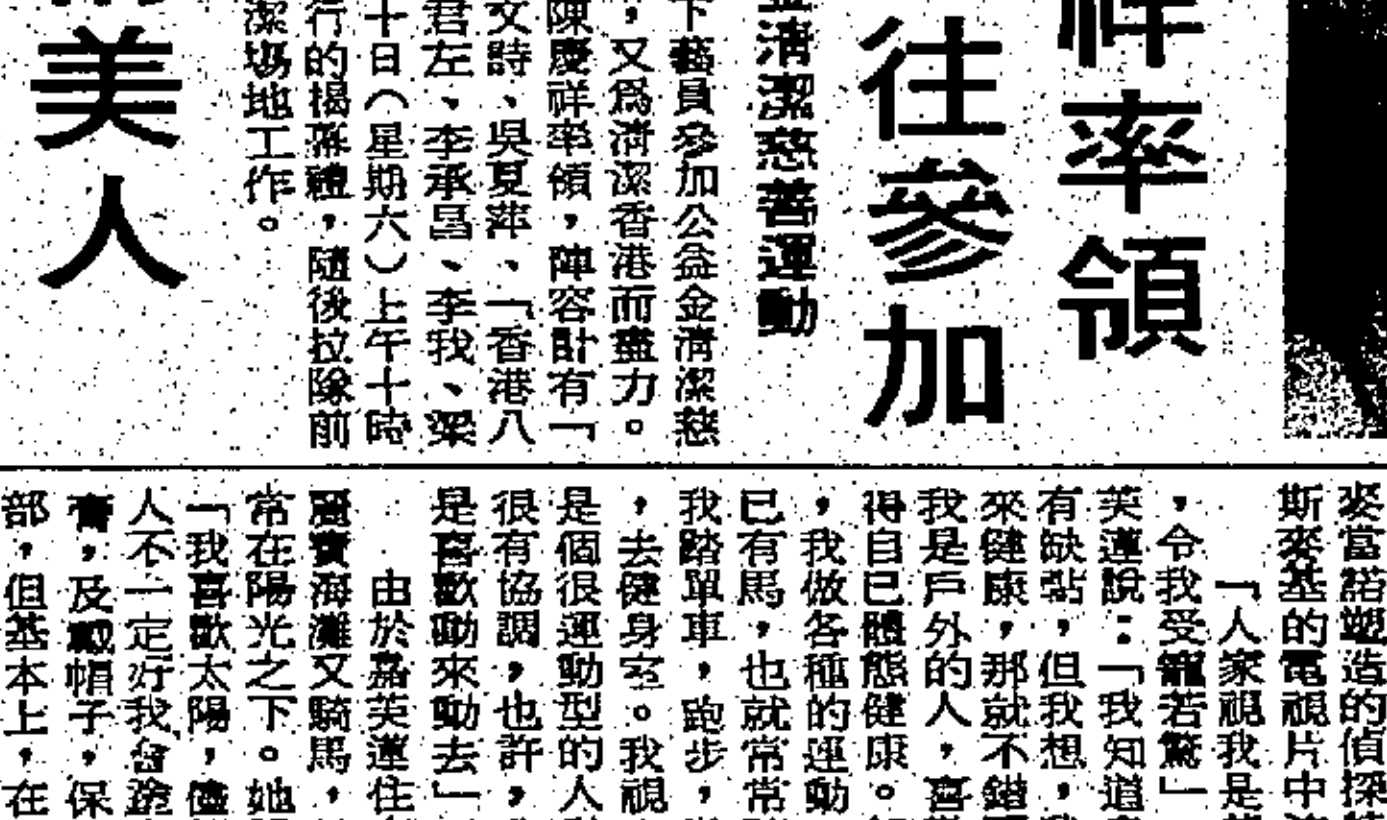 祥率領
往參加
金清潔慈善運動
下藝員參加公益金清潔慈
，又爲清潔香港而盡力。
陳慶祥率領，陣容計有「
文詩、吳夏萍、「香港八
君左、李承昌、李我、梁
十日（星期六）上午十時
行的揭幕禮，隨後拉隊前
潔場地工作。
美人
麥當諾塑造的偵探
斯麥基的電視片中
「人家視我是
，令我受寵若驚」
芙蓮說：「我知道
有缺點，但我想，
來健康，那就不錯
我是戶外的人，喜
得自己體態健康。
，我做各種的運動
已有馬，也就常常
我踏單車，跑步，
，去健身室。我視
是個很運動型的人
很有協調，也許，
是喜歡動來動去」
由於嘉芙蓮住
麗寶海灘又騎馬，
常在陽光之下。她
「我喜歡太陽，儘
人不一定好我會塗
膏，及戴帽子，保
部，但基本上，在